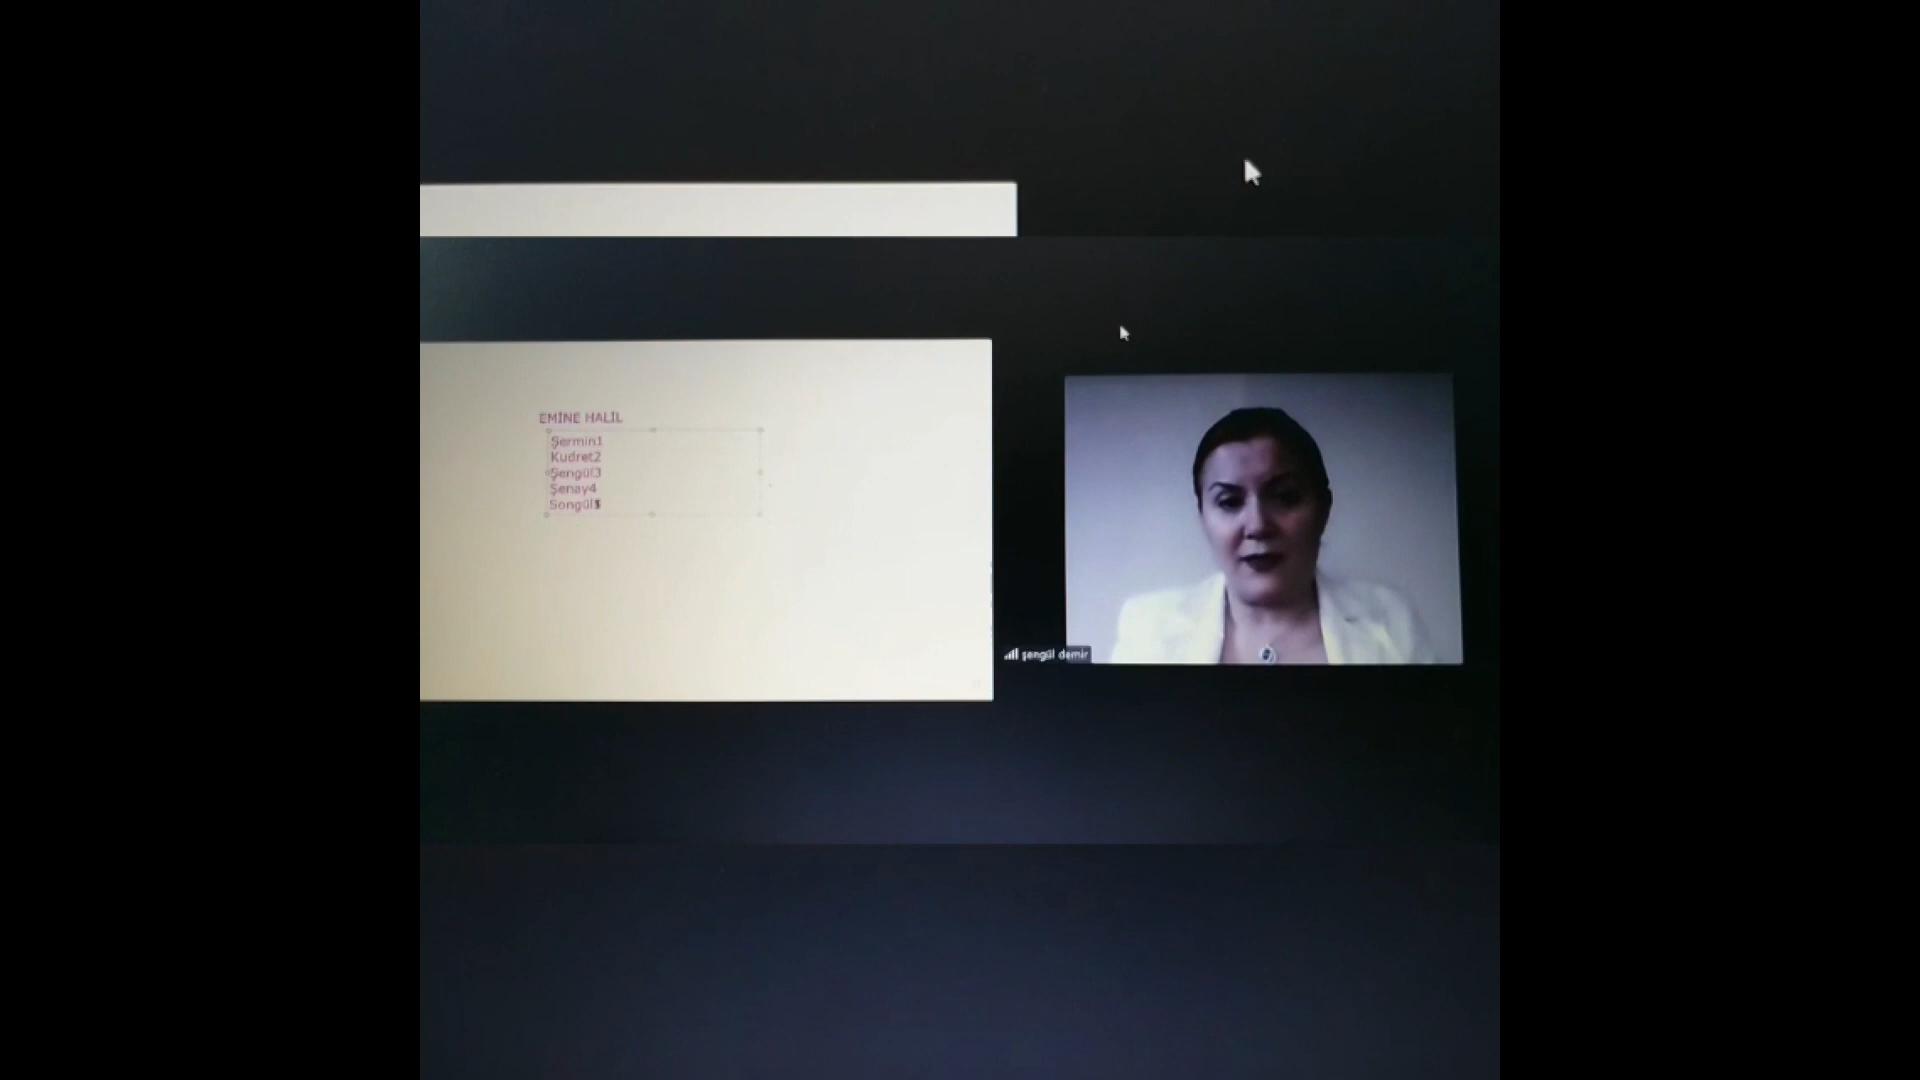 EMİNE HALİL
Şermin1
Kudret2
Şengül3
Şenay4
Songül5
şengül demir